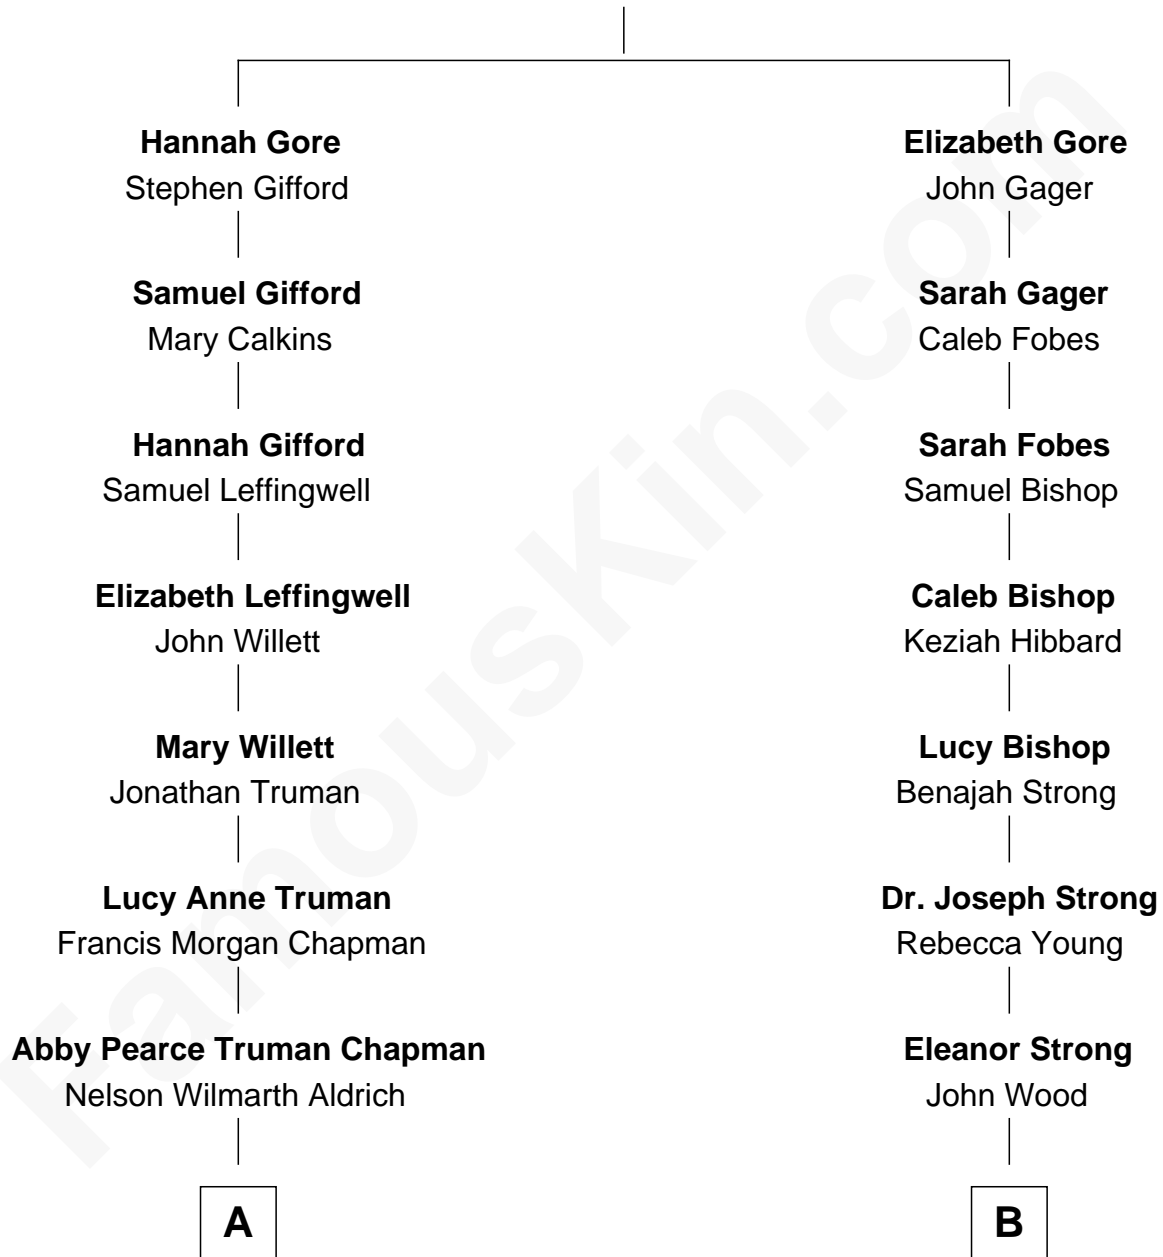 Hannah Gore
Stephen Gifford
Samuel Gifford
Mary Calkins
Hannah Gifford
Samuel Leffingwell
Elizabeth Leffingwell
John Willett
Mary Willett
Jonathan Truman
Lucy Anne Truman
Francis Morgan Chapman
Abby Pearce Truman Chapman
Nelson Wilmarth Aldrich
A
Elizabeth Gore
John Gager
Sarah Gager
Caleb Fobes
Sarah Fobes
Samuel Bishop
Caleb Bishop
Keziah Hibbard
Lucy Bishop
Benajah Strong
Dr. Joseph Strong
Rebecca Young
Eleanor Strong
John Wood
B
FamousKin.com